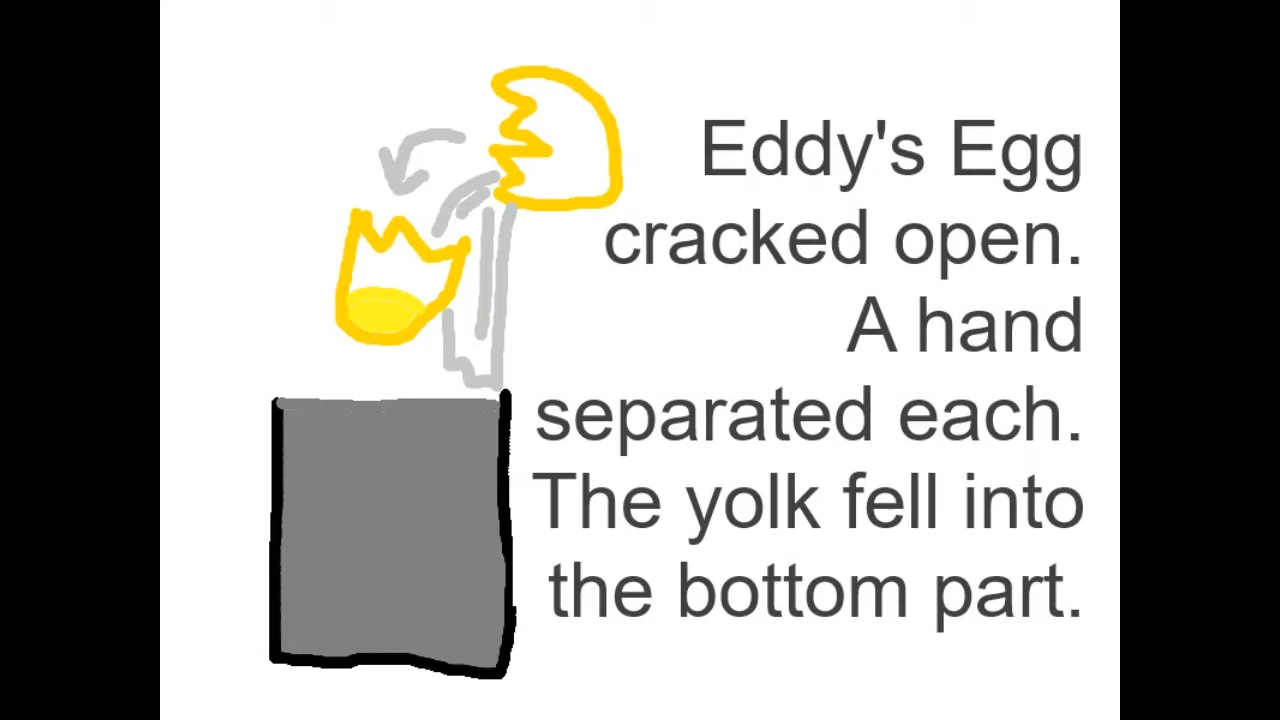 Eddy's Egg
cracked open.
A hand
separated each.
The yolk fell into
the bottom part.